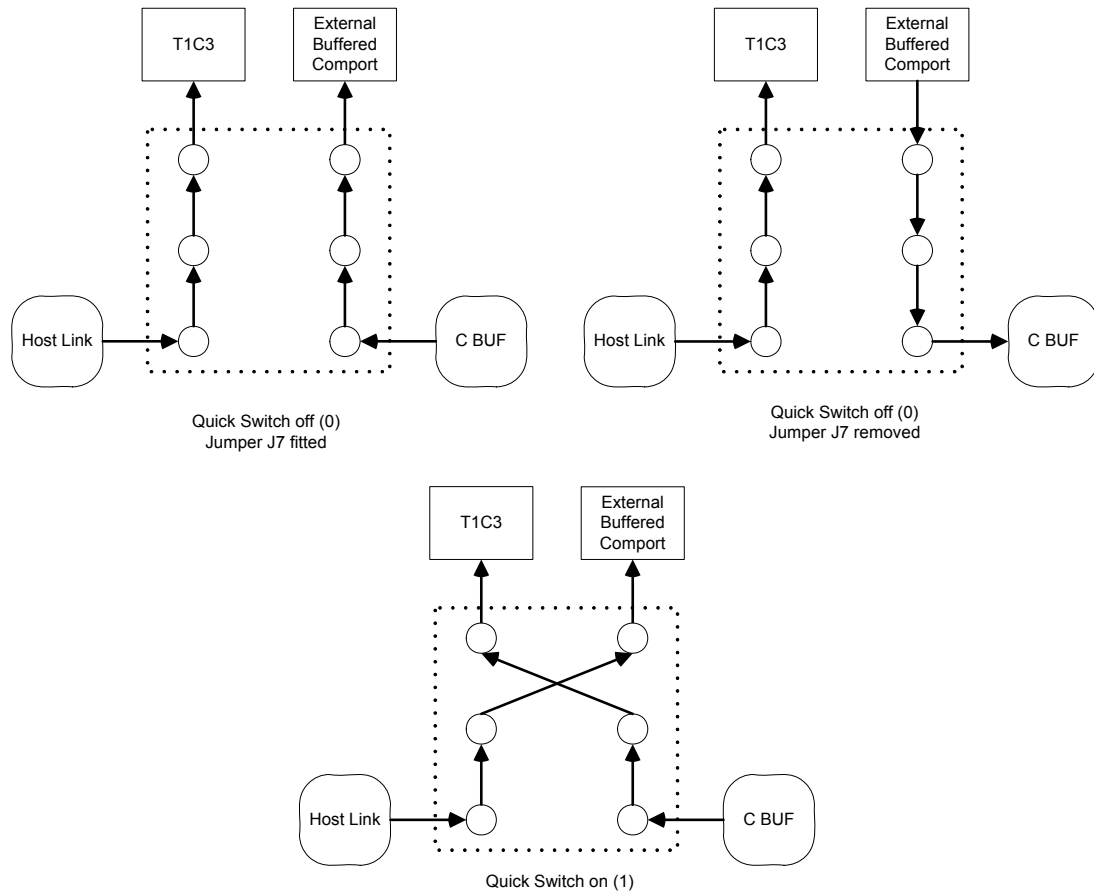 T1C3
External
Buffered
Comport
Host Link
C BUF
Quick Switch off (0)
Jumper J7 fitted
T1C3
External
Buffered
Comport
Host Link
C BUF
Quick Switch off (0)
Jumper J7 removed
T1C3
External
Buffered
Comport
Host Link
C BUF
Quick Switch on (1)